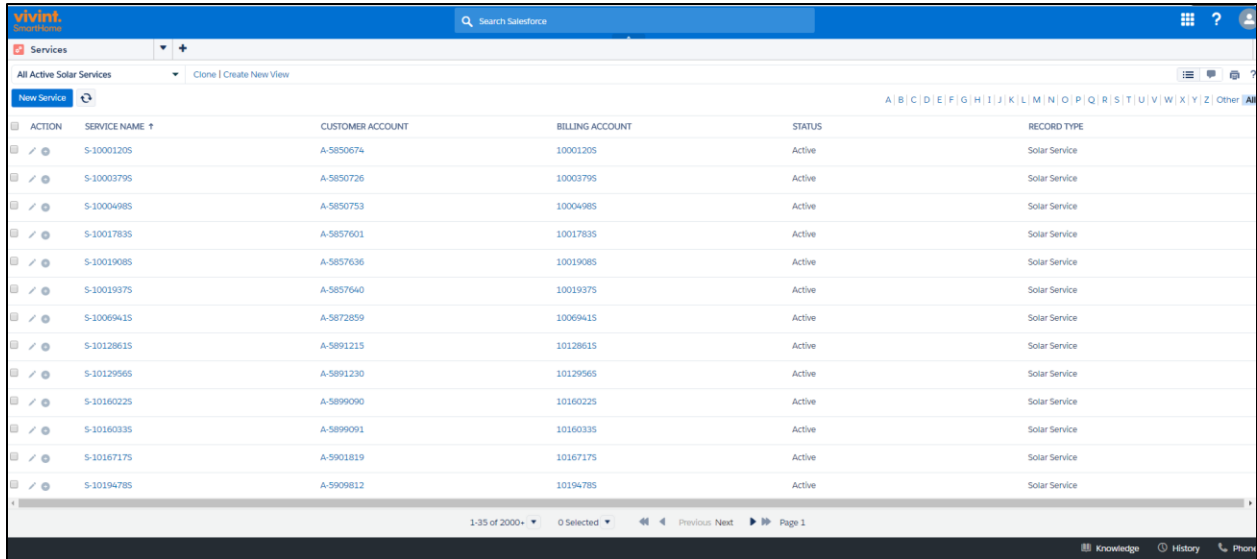 vivint.
SmartHome
Search Salesforce
?
Services
+
All Active Solar Services
Clone | Create New View
?
New Service
A | B | C | D | E | F | G | H | I | J | K | L | M | N | O | P | Q | R | S | T | U | V | W | X | Y | Z | Other | All
ACTION SERVICE NAME ↑ CUSTOMER ACCOUNT BILLING ACCOUNT STATUS RECORD TYPE
S-1000120S A-5850674 1000120S Active Solar Service
S-1000379S A-5850726 1000379S Active Solar Service
S-1000498S A-5850753 1000498S Active Solar Service
S-1001783S A-5857601 1001783S Active Solar Service
S-1001908S A-5857636 1001908S Active Solar Service
S-1001937S A-5857640 1001937S Active Solar Service
S-1006941S A-5872859 1006941S Active Solar Service
S-1012861S A-5891215 1012861S Active Solar Service
S-1012956S A-5891230 1012956S Active Solar Service
S-1016022S A-5899090 1016022S Active Solar Service
S-1016033S A-5899091 1016033S Active Solar Service
S-1016717S A-5901819 1016717S Active Solar Service
S-1019478S A-5909812 1019478S Active Solar Service
1-35 of 2000+ 0 Selected Previous Next Page 1
Knowledge History Phon